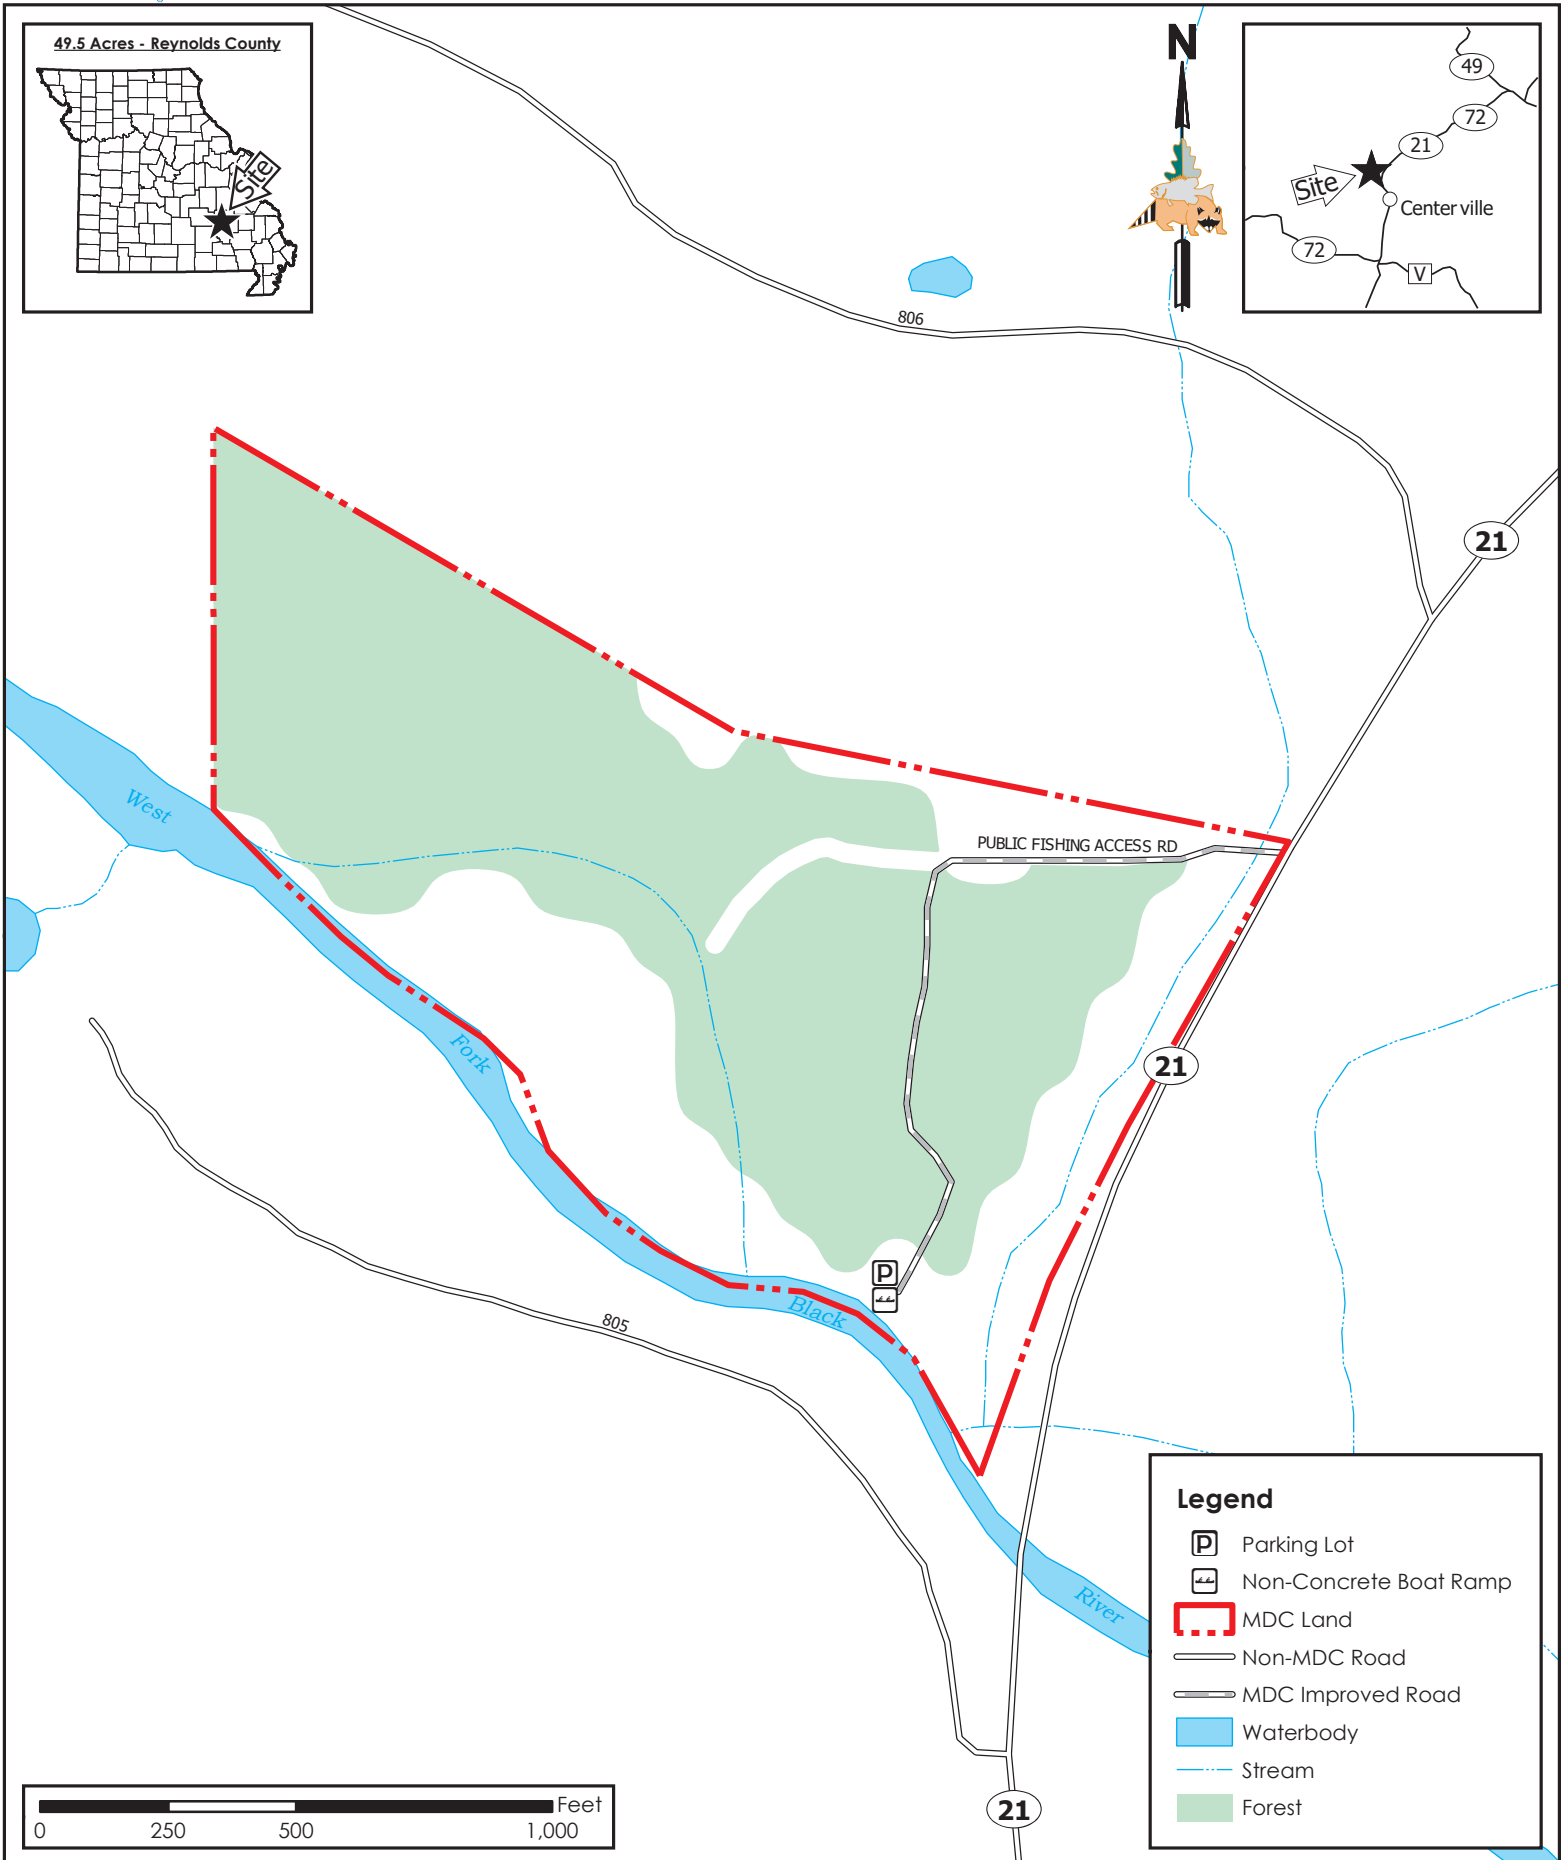 49.5 Acres - Reynolds County
Site
N
49
72
21
Site
Centerville
72
V
806
21
West
PUBLIC FISHING ACCESS RD
Fork
21
P
Black
805
River
Legend
P Parking Lot
Non-Concrete Boat Ramp
MDC Land
Non-MDC Road
MDC Improved Road
Waterbody
Stream
Forest
Feet
0 250 500 1,000
21